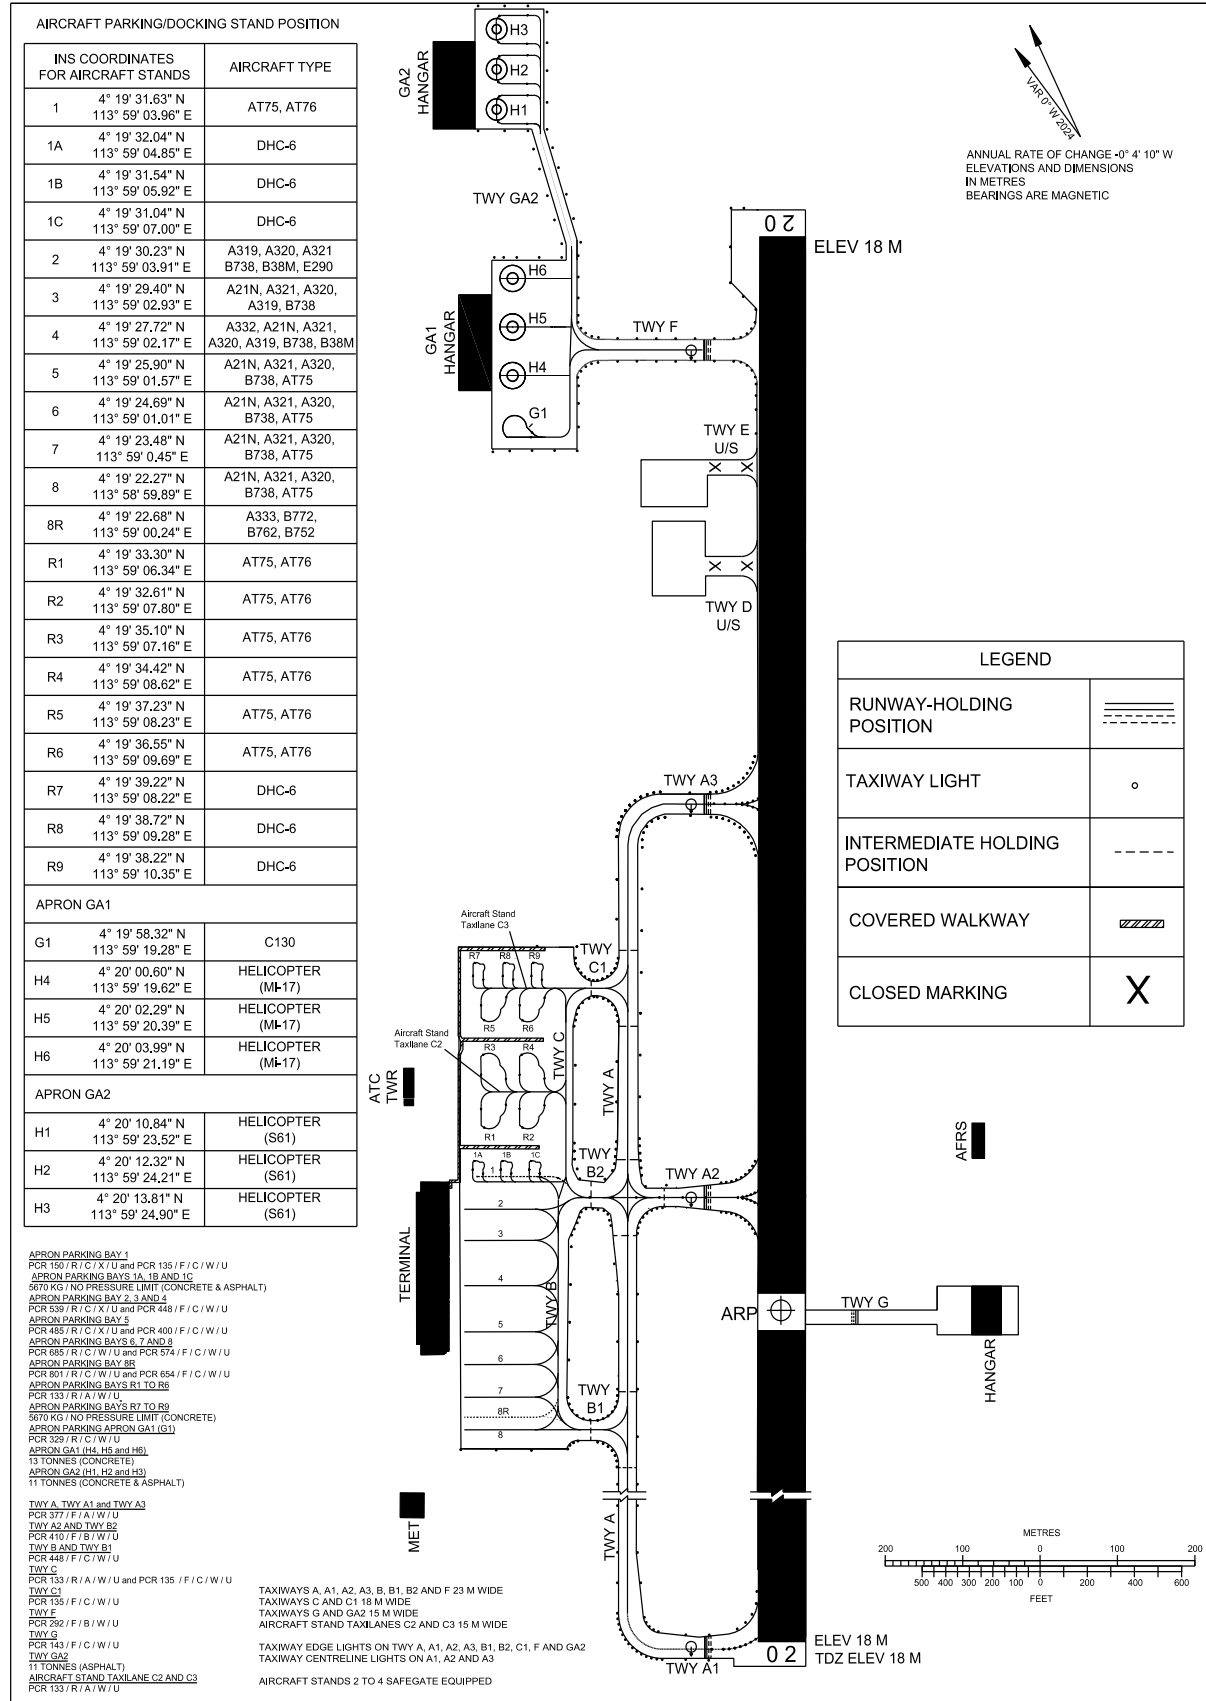 AIRCRAFT PARKING/DOCKING STAND POSITION
INS COORDINATES
FOR AIRCRAFT STANDS
AIRCRAFT TYPE
1
4° 19' 31.63" N
113° 59' 03.96" E
AT75, AT76
1A
4° 19' 32.04" N
113° 59' 04.85" E
DHC-6
1B
4° 19' 31.54" N
113° 59' 05.92" E
DHC-6
1C
4° 19' 31.04" N
113° 59' 07.00" E
DHC-6
2
4° 19' 30.23" N
113° 59' 03.91" E
A319, A320, A321
B738, B38M, E290
3
4° 19' 29.40" N
113° 59' 02.93" E
A21N, A321, A320,
A319, B738
4
4° 19' 27.72" N
113° 59' 02.17" E
A332, A21N, A321,
A320, A319, B738, B38M
5
4° 19' 25.90" N
113° 59' 01.57" E
A21N, A321, A320,
B738, AT75
6
4° 19' 24.69" N
113° 59' 01.01" E
A21N, A321, A320,
B738, AT75
7
4° 19' 23.48" N
113° 59' 0.45" E
A21N, A321, A320,
B738, AT75
8
4° 19' 22.27" N
113° 58' 59.89" E
A21N, A321, A320,
B738, AT75
8R
4° 19' 22.68" N
113° 59' 00.24" E
A333, B772,
B762, B752
R1
4° 19' 33.30" N
113° 59' 06.34" E
AT75, AT76
R2
4° 19' 32.61" N
113° 59' 07.80" E
AT75, AT76
R3
4° 19' 35.10" N
113° 59' 07.16" E
AT75, AT76
R4
4° 19' 34.42" N
113° 59' 08.62" E
AT75, AT76
R5
4° 19' 37.23" N
113° 59' 08.23" E
AT75, AT76
R6
4° 19' 36.55" N
113° 59' 09.69" E
AT75, AT76
R7
4° 19' 39.22" N
113° 59' 08.22" E
DHC-6
R8
4° 19' 38.72" N
113° 59' 09.28" E
DHC-6
R9
4° 19' 38.22" N
113° 59' 10.35" E
DHC-6
APRON GA1
G1
4° 19' 58.32" N
113° 59' 19.28" E
C130
H4
4° 20' 00.60" N
113° 59' 19.62" E
HELICOPTER
(MI-17)
H5
4° 20' 02.29" N
113° 59' 20.39" E
HELICOPTER
(MI-17)
H6
4° 20' 03.99" N
113° 59' 21.19" E
HELICOPTER
(Mi-17)
APRON GA2
H1
4° 20' 10.84" N
113° 59' 23.52" E
HELICOPTER
(S61)
H2
4° 20' 12.32" N
113° 59' 24.21" E
HELICOPTER
(S61)
H3
4° 20' 13.81" N
113° 59' 24.90" E
HELICOPTER
(S61)
APRON PARKING BAY 1
PCR 150 / R / C / X / U and PCR 135 / F / C / W / U
APRON PARKING BAYS 1A, 1B AND 1C
5670 KG / NO PRESSURE LIMIT (CONCRETE & ASPHALT)
APRON PARKING BAY 2, 3 AND 4
PCR 539 / R / C / X / U and PCR 448 / F / C / W / U
APRON PARKING BAY 5
PCR 485 / R / C / X / U and PCR 400 / F / C / W / U
APRON PARKING BAYS 6, 7 AND 8
PCR 685 / R / C / W / U and PCR 574 / F / C / W / U
APRON PARKING BAY 8R
PCR 801 / R / C / W / U and PCR 654 / F / C / W / U
APRON PARKING BAYS R1 TO R6
PCR 133 / R / A / W / U
APRON PARKING BAYS R7 TO R9
5670 KG / NO PRESSURE LIMIT (CONCRETE)
APRON PARKING APRON GA1 (G1)
PCR 329 / R / C / W / U
APRON GA1 (H4, H5 and H6)
13 TONNES (CONCRETE)
APRON GA2 (H1, H2 and H3)
11 TONNES (CONCRETE & ASPHALT)
TWY A, TWY A1 and TWY A3
PCR 377 / F / A / W / U
TWY A2 AND TWY B2
PCR 410 / F / B / W / U
TWY B AND TWY B1
PCR 448 / F / C / W / U
TWY C
PCR 133 / R / A / W / U and PCR 135 / F / C / W / U
TWY C1
PCR 135 / F / C / W / U
TWY F
PCR 292 / F / B / W / U
TWY G
PCR 143 / F / C / W / U
TWY GA2
11 TONNES (ASPHALT)
AIRCRAFT STAND TAXILANE C2 AND C3
PCR 133 / R / A / W / U
TAXIWAYS A, A1, A2, A3, B, B1, B2 AND F 23 M WIDE
TAXIWAYS C AND C1 18 M WIDE
TAXIWAYS G AND GA2 15 M WIDE
AIRCRAFT STAND TAXILANES C2 AND C3 15 M WIDE
TAXIWAY EDGE LIGHTS ON TWY A, A1, A2, A3, B1, B2, C1, F AND GA2
TAXIWAY CENTRELINE LIGHTS ON A1, A2 AND A3
AIRCRAFT STANDS 2 TO 4 SAFEGATE EQUIPPED
GA2
HANGAR
H3
H2
H1
TWY GA2
GA1
HANGAR
H6
H5
H4
G1
TWY F
TWY E
U/S
X X
X X
TWY D
U/S
20
ELEV 18 M
VAR 0° W 2024
ANNUAL RATE OF CHANGE -0° 4' 10" W
ELEVATIONS AND DIMENSIONS
IN METRES
BEARINGS ARE MAGNETIC
LEGEND
RUNWAY-HOLDING
POSITION
TAXIWAY LIGHT
INTERMEDIATE HOLDING
POSITION
COVERED WALKWAY
CLOSED MARKING
X
TWY A3
Aircraft Stand
Taxilane C3
TWY
C1
R7
R8
R9
R5
R6
Aircraft Stand
Taxilane C2
R3
R4
TWY C
TWY A
ATC
TWR
R1
R2
1A
1B
1C
1
TWY
B2
TWY A2
AFRS
2
3
4
5
6
7
8R
8
TERMINAL
TWY B
TWY
B1
ARP
TWY G
HANGAR
MET
TWY A
TWY A1
02
ELEV 18 M
TDZ ELEV 18 M
METRES
200 100 0 100 200
500 400 300 200 100 0 200 400 600
FEET